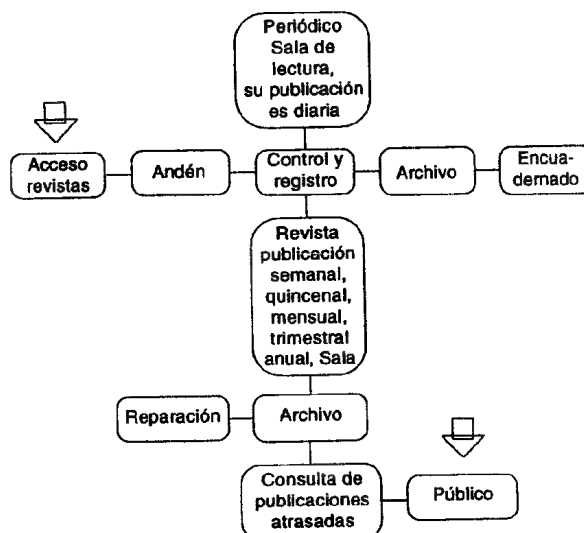 Periódico
Sala de
lectura,
su publicación
es diaria
Acceso
revistas
Andén
Control y
registro
Archivo
Encua-
dernado
Revista
publicación
semanal,
quincenal,
mensual,
trimestral
anual, Sala
Reparación
Archivo
Consulta de
publicaciones
atrasadas
Público